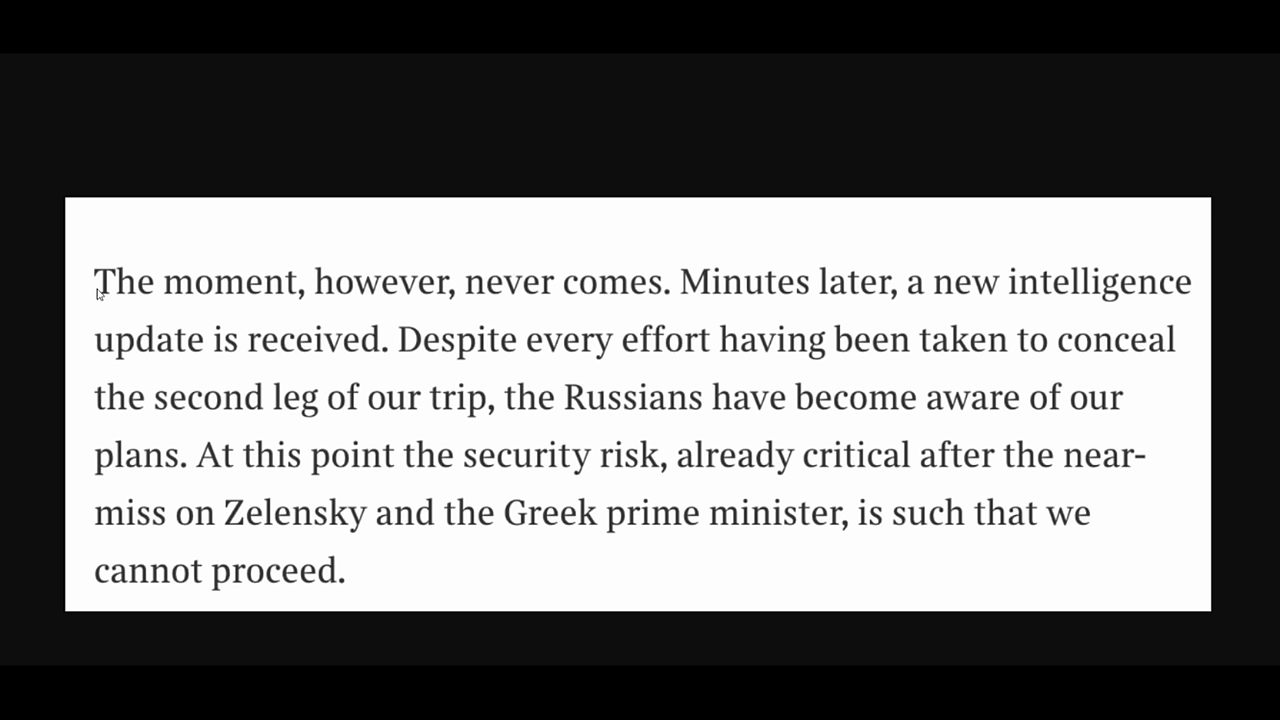 The moment, however, never comes. Minutes later, a new intelligence
update is received. Despite every effort having been taken to conceal
the second leg of our trip, the Russians have become aware of our
plans. At this point the security risk, already critical after the near-
miss on Zelensky and the Greek prime minister, is such that we
cannot proceed.